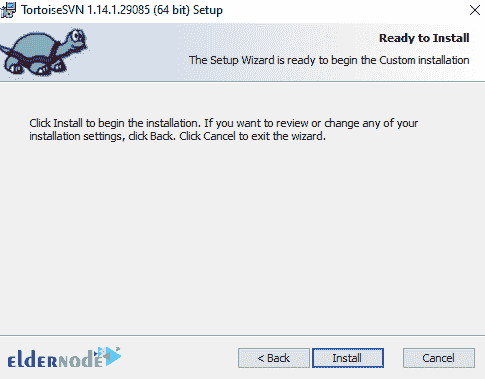 TortoiseSVN 1.14.1.29085 (64 bit) Setup
Ready to Install
The Setup Wizard is ready to begin the Custom installation
Click Install to begin the installation. If you want to review or change any of your
installation settings, click Back. Click Cancel to exit the wizard.
elderNode
< Back
Install
Cancel